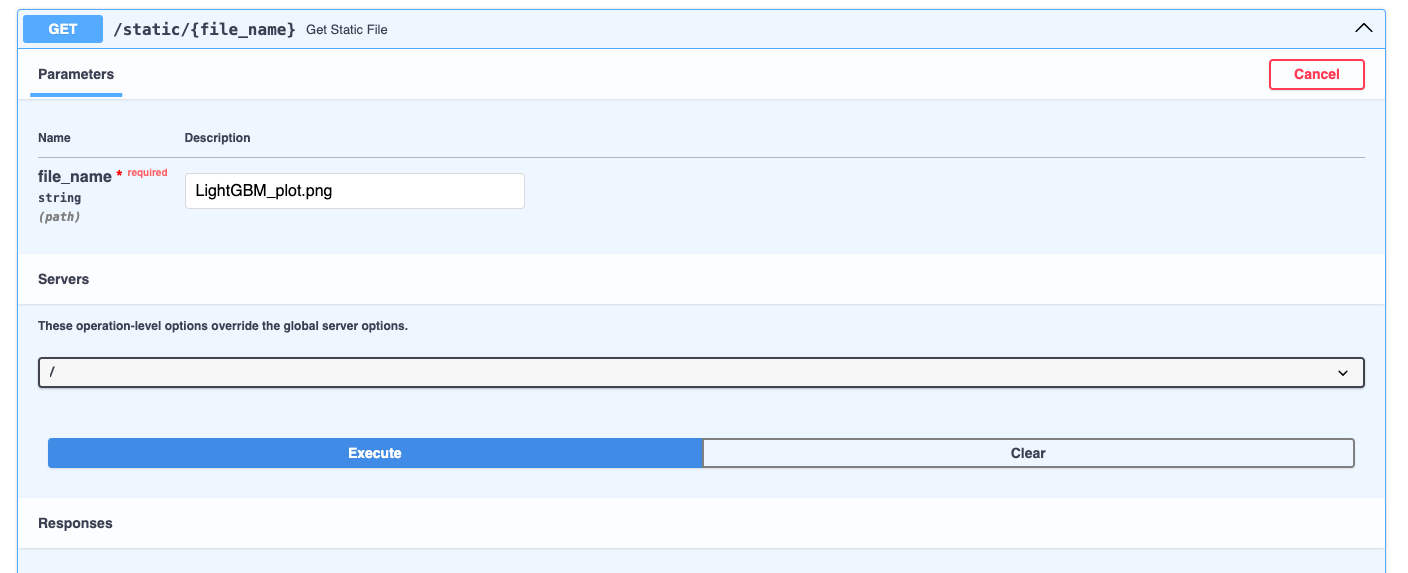 GET /static/{file_name} Get Static File
Parameters Cancel
Name Description
file_name * required LightGBM_plot.png
string
(path)
Servers
These operation-level options override the global server options.
/
Execute Clear
Responses